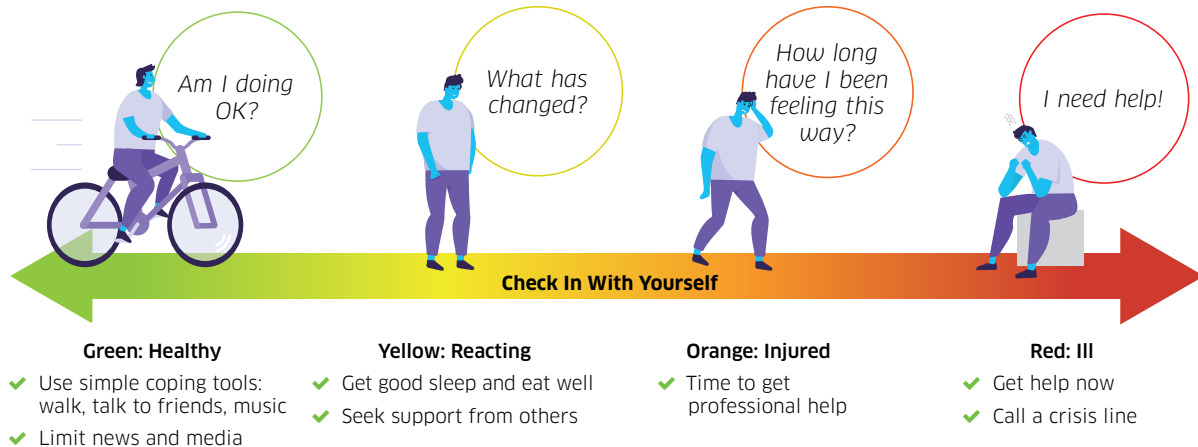 Am I doing
OK?
What has
changed?
How long
have I been
feeling this
way?
I need help!
Check In With Yourself
Green: Healthy
Use simple coping tools:
walk, talk to friends, music
Limit news and media
Yellow: Reacting
Get good sleep and eat well
Seek support from others
Orange: Injured
Time to get
professional help
Red: Ill
Get help now
Call a crisis line